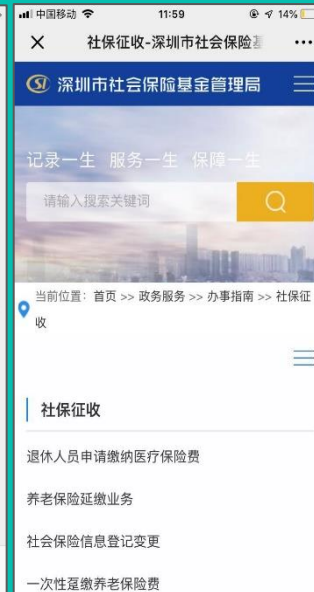 中国移动 11:59 14%
社保征收-深圳市社会保险基
深圳市社会保险基金管理局
记录一生 服务一生 保障一生
请输入搜索关键词
当前位置：首页 >> 政务服务 >> 办事指南 >> 社保征
收
社保征收
退休人员申请缴纳医疗保险费
养老保险延缴业务
社会保险信息登记变更
一次性趸缴养老保险费